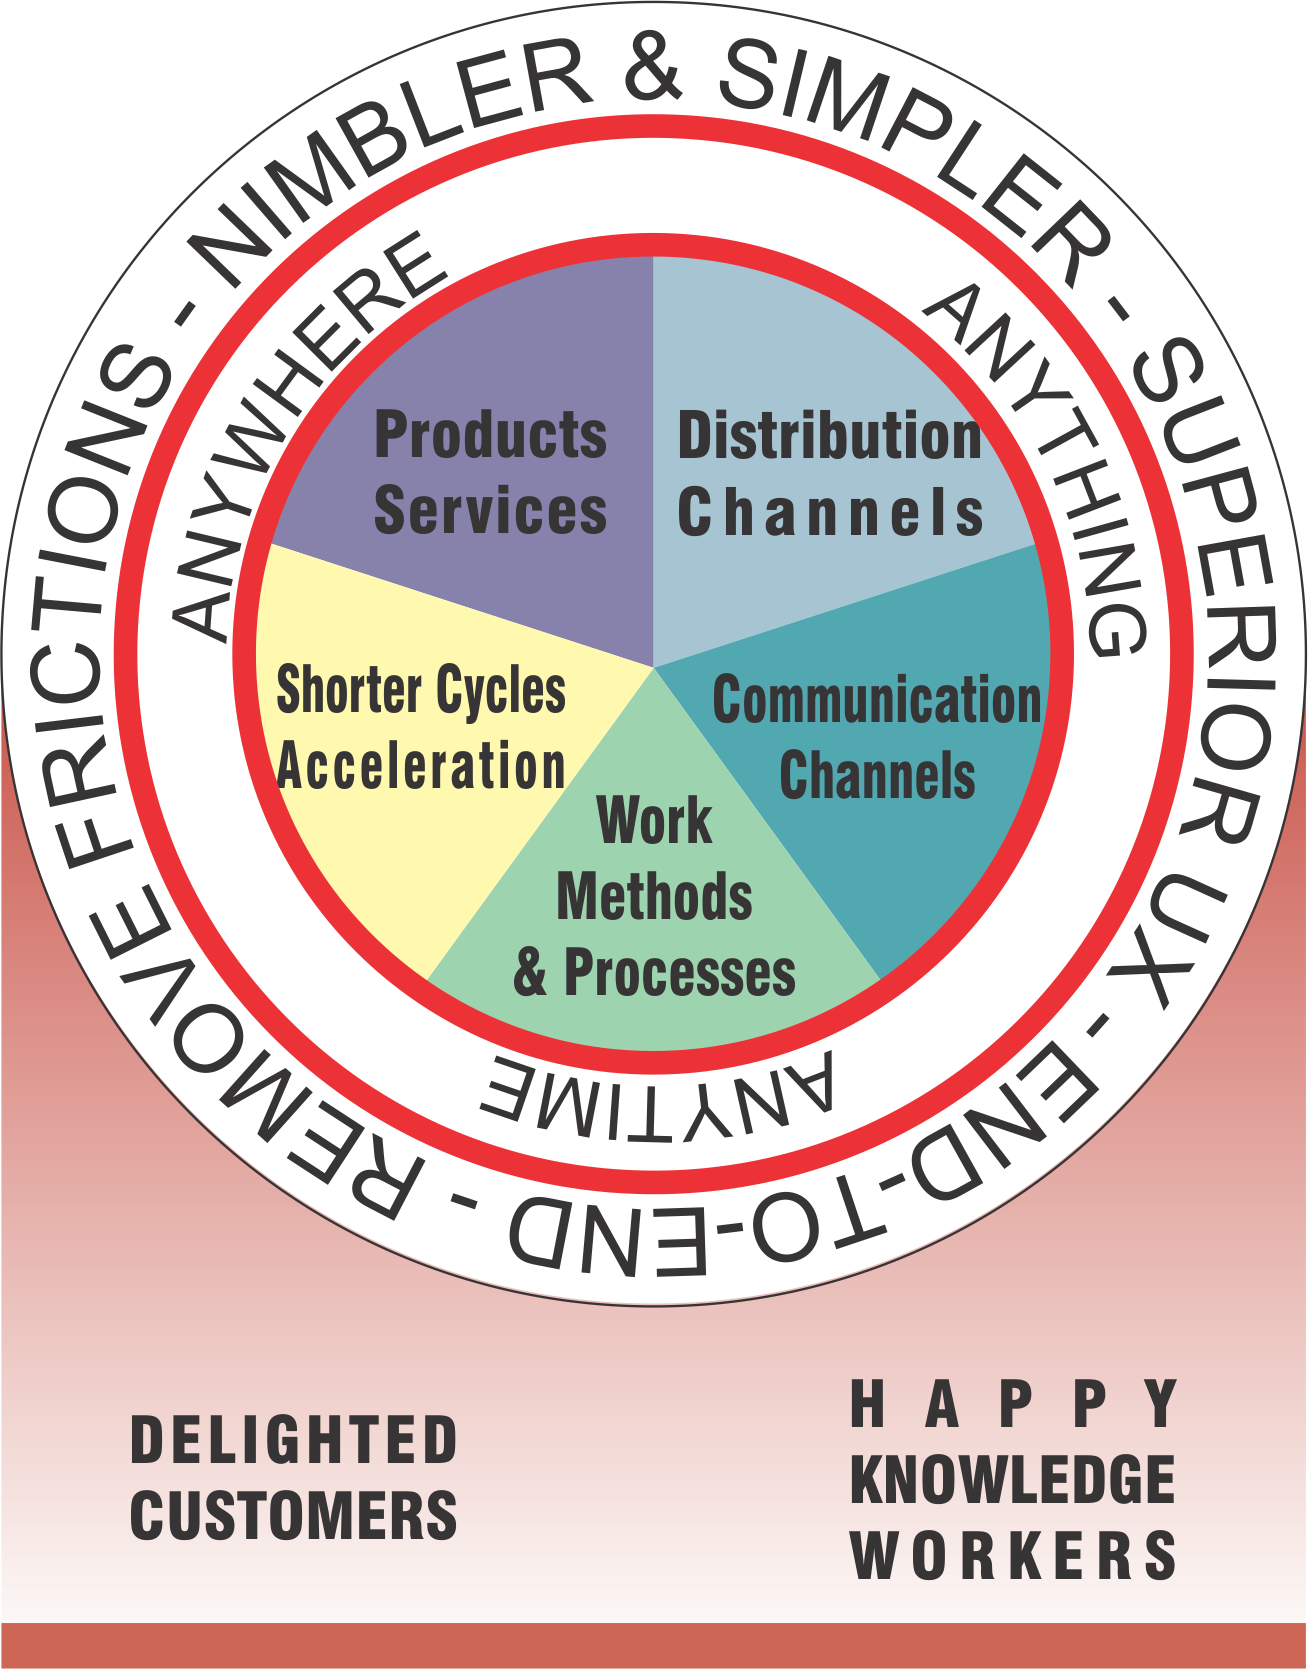 REMOVE FRICTIONS - NIMBLER & SIMPLER - SUPERIOR UX - END-TO-END -
ANYWHERE
ANYTHING
ANYTIME
Products
Services
Distribution
Channels
Shorter Cycles
Acceleration
Communication
Channels
Work
Methods
& Processes
DELIGHTED
CUSTOMERS
HAPPY
KNOWLEDGE
WORKERS